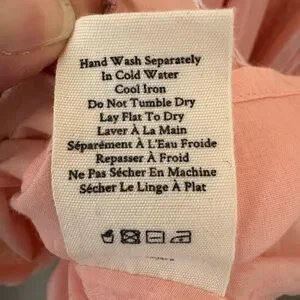 Hand Wash Separately
In Cold Water
Cool Iron
Do Not Tumble Dry
Lay Flat To Dry
Laver À La Main
Séparément À L'Eau Froide
Repasser À Froid
Ne Pas Sécher En Machine
Sécher Le Linge À Plat